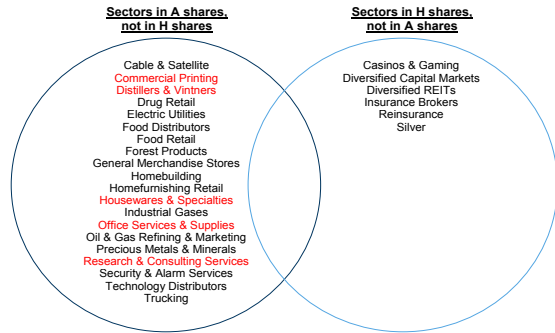 Sectors in A shares,
not in H shares
Sectors in H shares,
not in A shares
Cable & Satellite
Commercial Printing
Distillers & Vintners
Drug Retail
Electric Utilities
Food Distributors
Food Retail
Forest Products
General Merchandise Stores
Homebuilding
Homefurnishing Retail
Housewares & Specialties
Industrial Gases
Office Services & Supplies
Oil & Gas Refining & Marketing
Precious Metals & Minerals
Research & Consulting Services
Security & Alarm Services
Technology Distributors
Trucking
Casinos & Gaming
Diversified Capital Markets
Diversified REITs
Insurance Brokers
Reinsurance
Silver